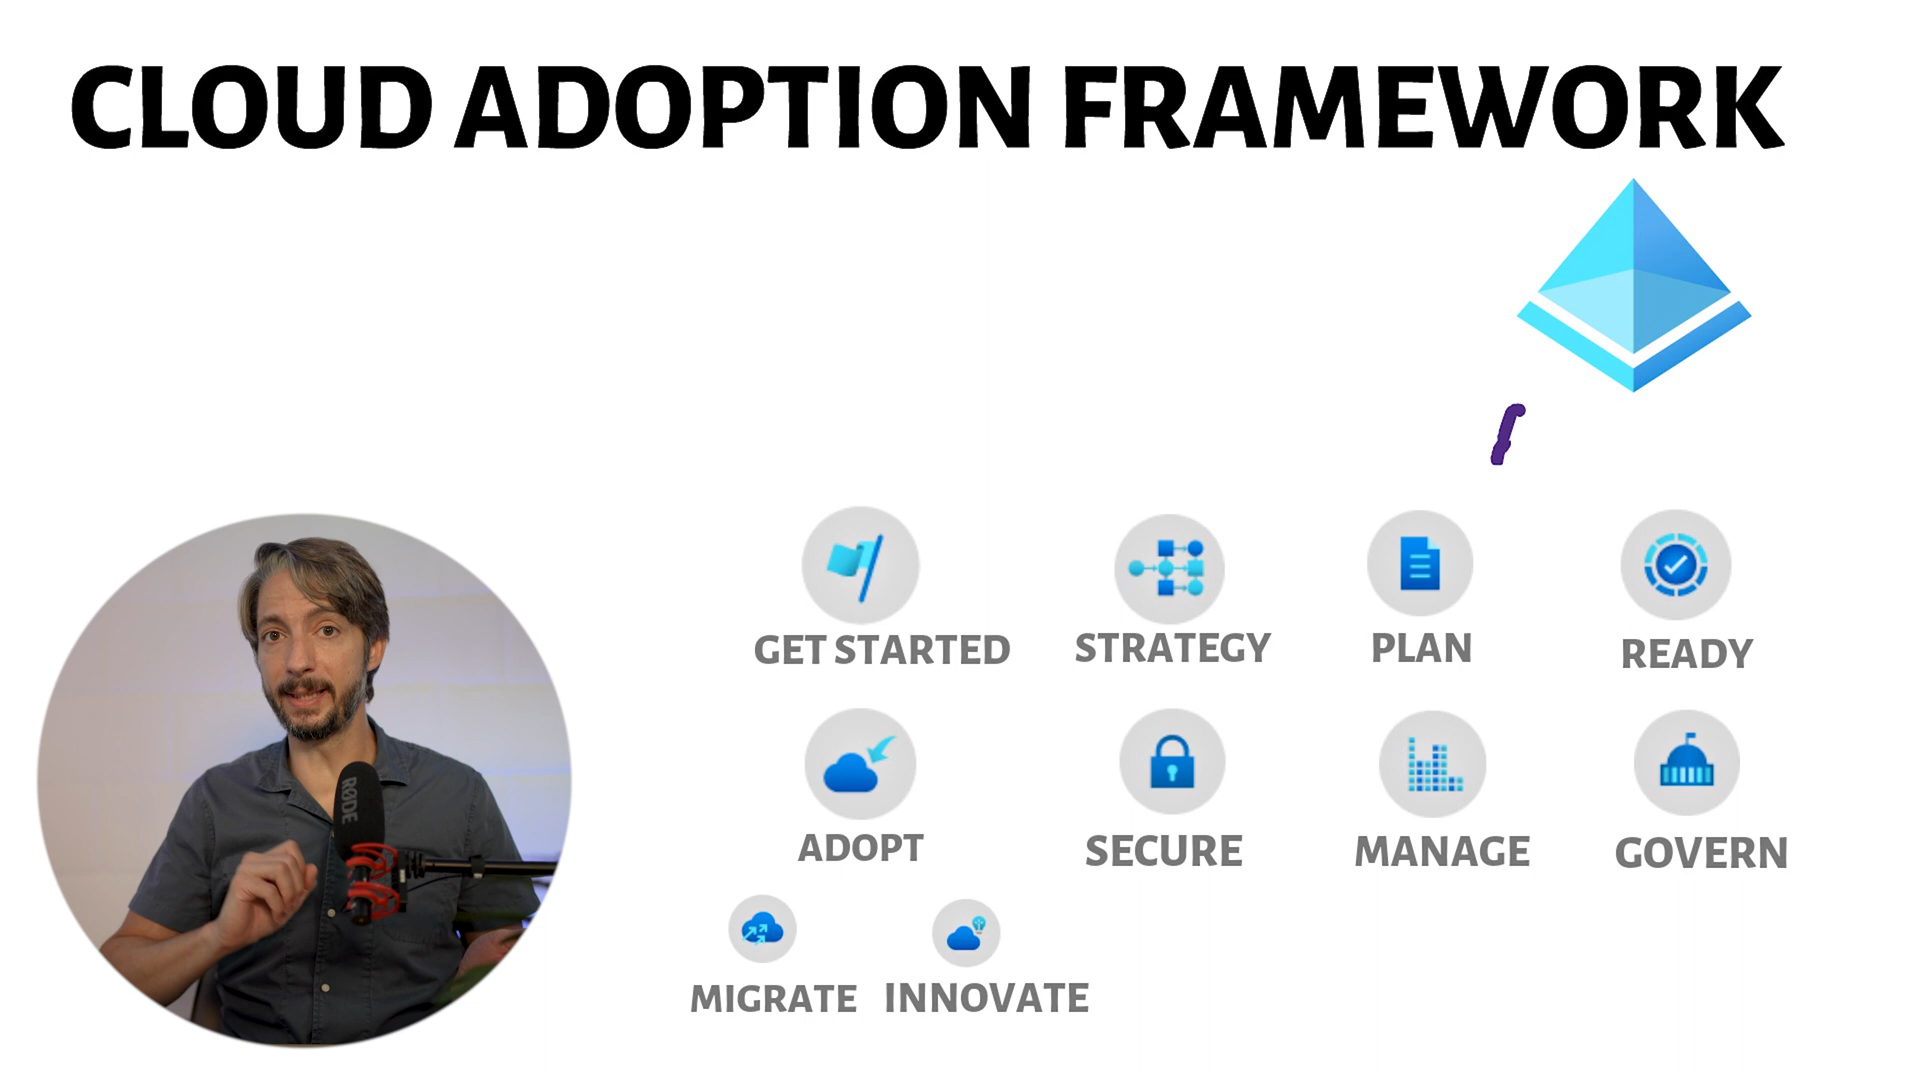 CLOUD ADOPTION FRAMEWORK
GET STARTED
STRATEGY
PLAN
READY
ADOPT
SECURE
MANAGE
GOVERN
MIGRATE
INNOVATE
RØDE